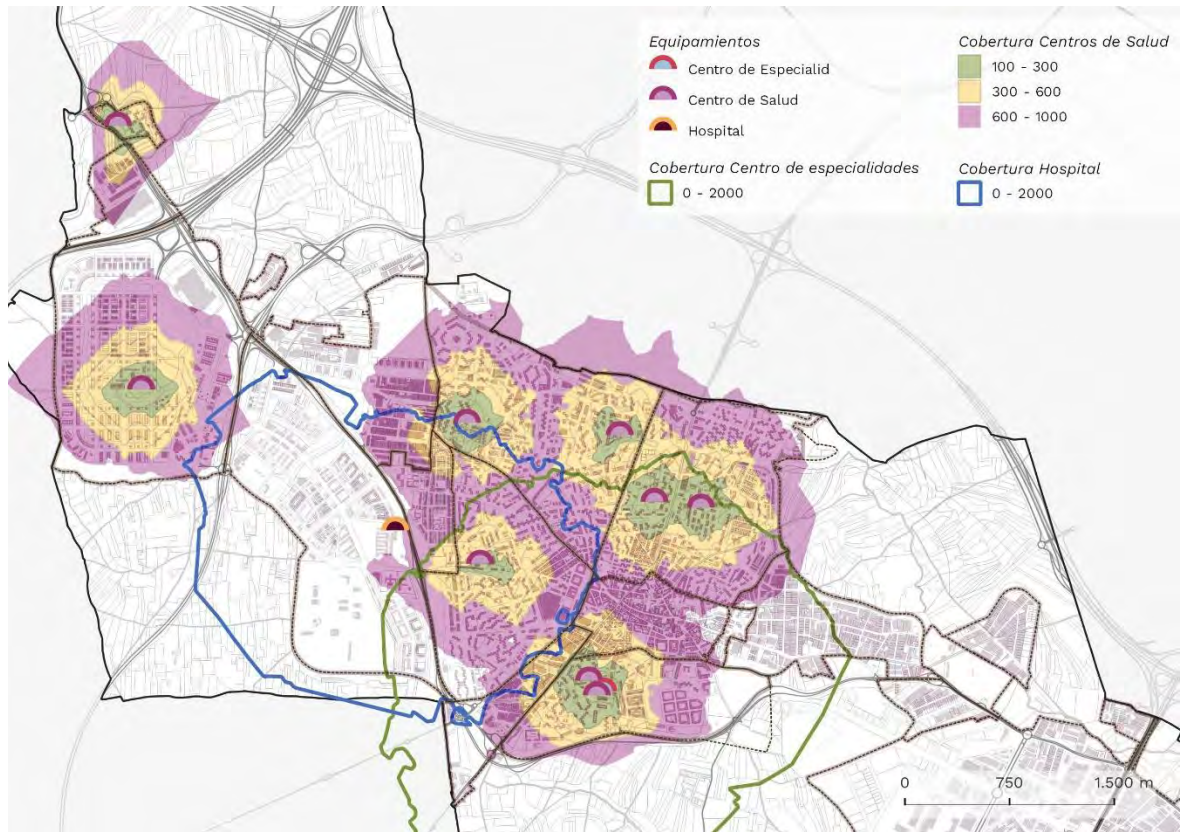 Equipamientos
Centro de Especialid
Centro de Salud
Hospital
Cobertura Centro de especialidades
0 - 2000
Cobertura Centros de Salud
100 - 300
300 - 600
600 - 1000
Cobertura Hospital
0 - 2000
0 750 1.500 m